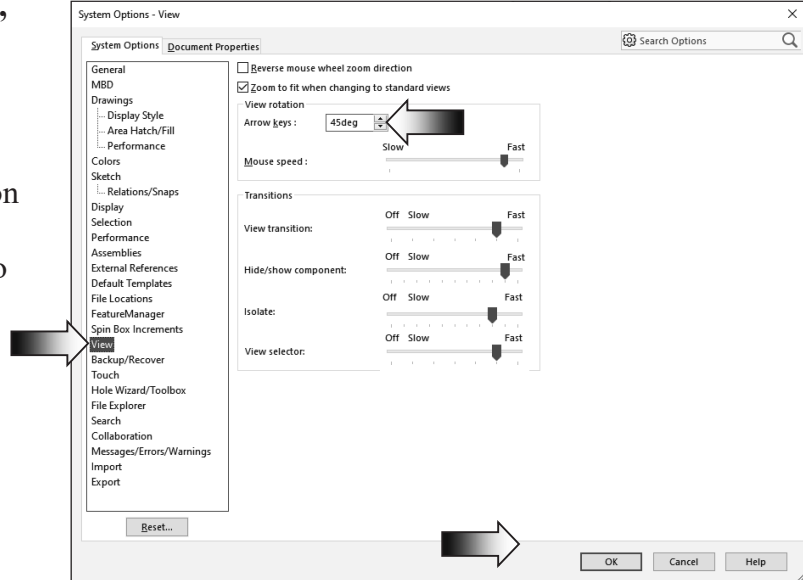 ,
on
o
System Options - View
System Options Document Properties
Search Options
General
MBD
Drawings
Display Style
Area Hatch/Fill
Performance
Colors
Sketch
Relations/Snaps
Display
Selection
Performance
Assemblies
External References
Default Templates
File Locations
FeatureManager
Spin Box Increments
View
Backup/Recover
Touch
Hole Wizard/Toolbox
File Explorer
Search
Collaboration
Messages/Errors/Warnings
Import
Export
Reset...
Reverse mouse wheel zoom direction
Zoom to fit when changing to standard views
View rotation
Arrow keys : 45deg
Slow Fast
Mouse speed :
Transitions
Off Slow Fast
View transition:
Off Slow Fast
Hide/show component:
Off Slow Fast
Isolate:
Off Slow Fast
View selector:
OK Cancel Help